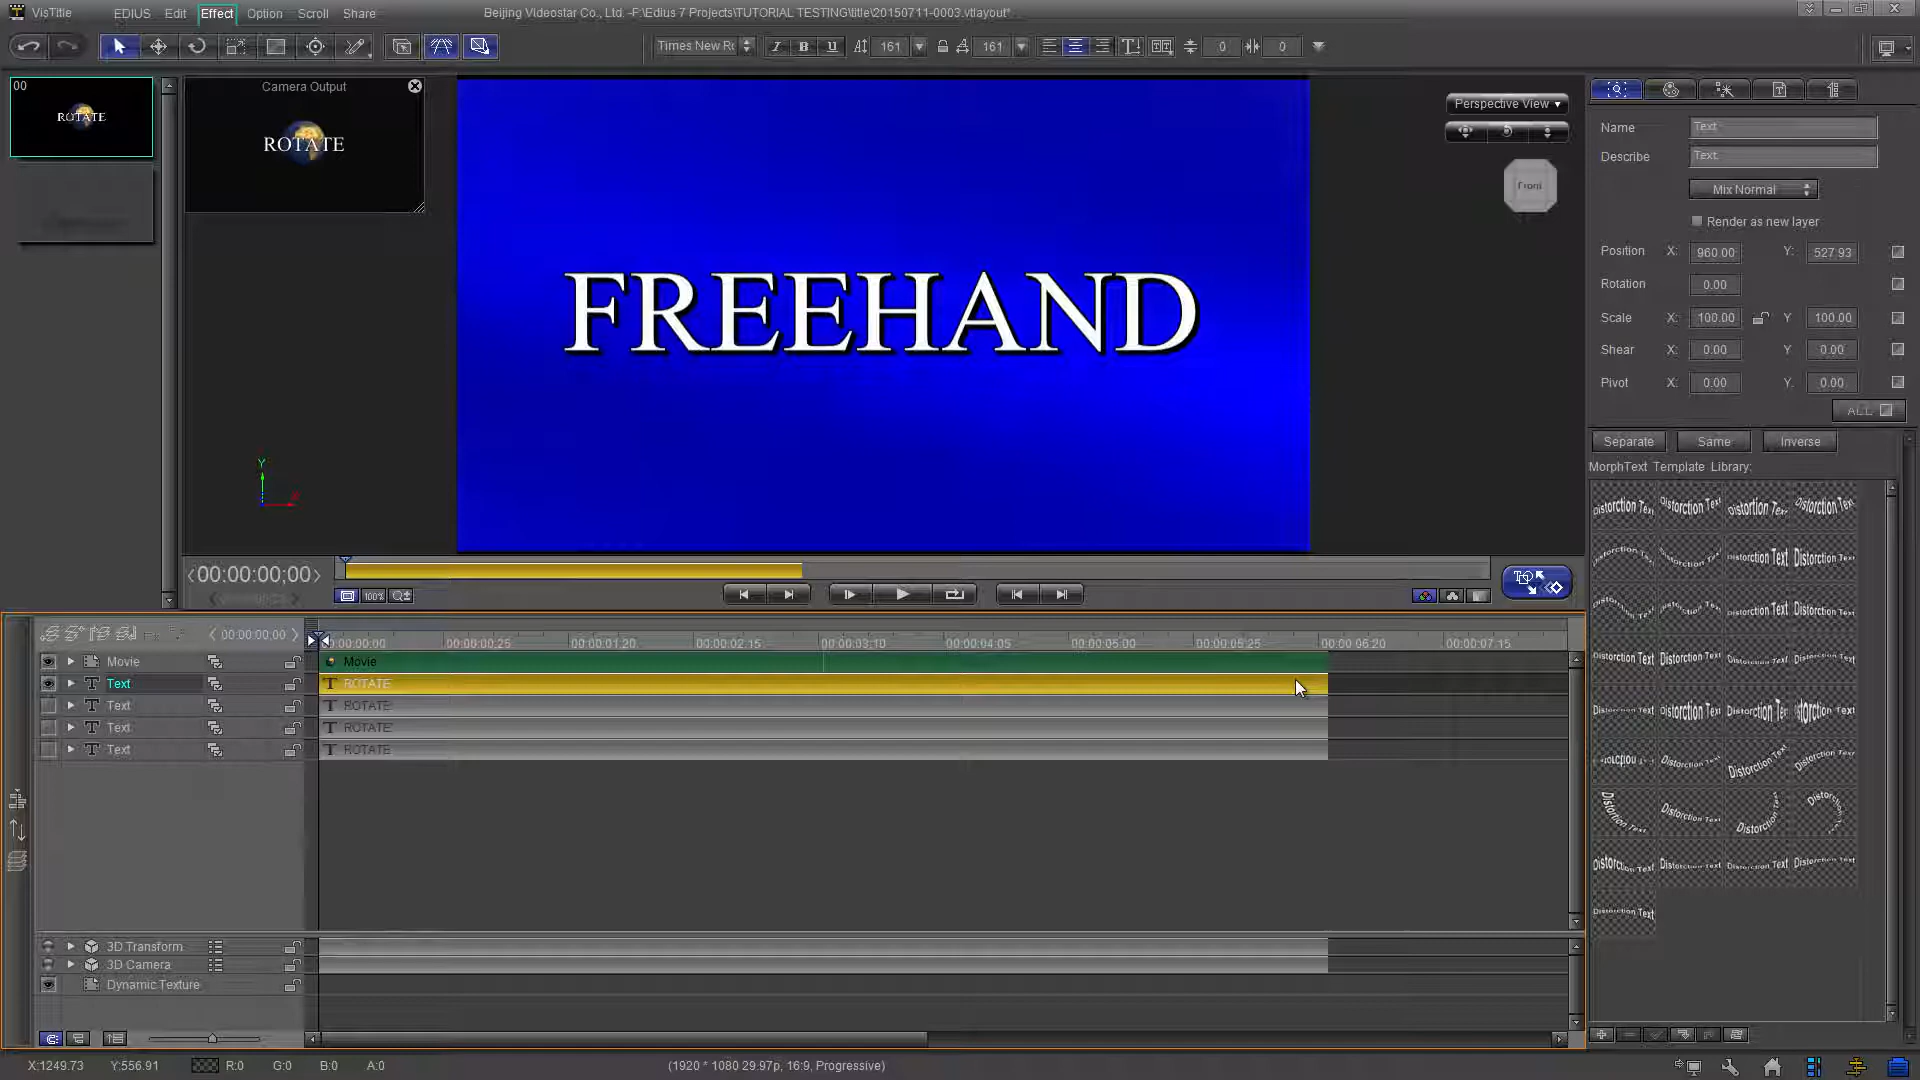 VisTitle EDIUS Edit Effect Option Scroll Share Beijing Videostar Co., Ltd. -F:\Edius 7 Projects\TUTORIAL TESTING\title\20150711-0003.vtlayout*
Times New R 161 161 0 0
00
ROTATE
Camera Output
ROTATE
Perspective View
Front
FREEHAND
Y
Name Text
Describe Text
Mix Normal
Render as new layer
Position X: 960.00 Y: 527.93
Rotation 0.00
Scale X: 100.00 Y 100.00
Shear X: 0.00 Y 0.00
Pivot X: 0.00 Y. 0.00
ALL
Separate Same Inverse
MorphText Template Library:
Distorction Text
00:00:00;00
100%
00:00:00;00
00:00:00;00 00:00:00;25 00:00:01;20 00:00:02;15 00:00:03;10 00:00:04;05 00:00:05;00 00:00:05;25 00:00:06;20 00:00:07;15
Movie Movie
Text ROTATE
Text ROTATE
Text ROTATE
Text ROTATE
3D Transform
3D Camera
Dynamic Texture
X:1249.73 Y:556.91 R:0 G:0 B:0 A:0 (1920 * 1080 29.97p, 16:9, Progressive)